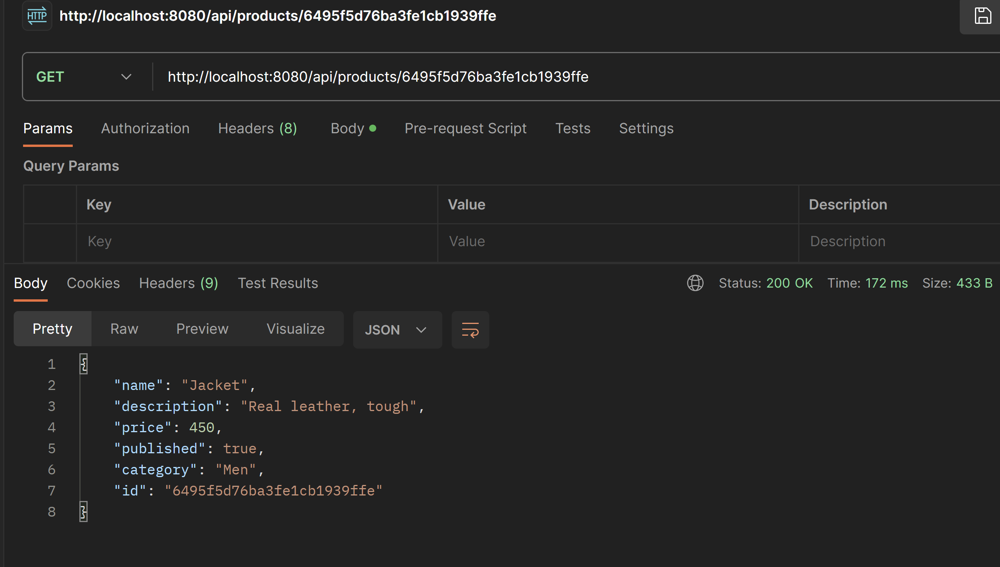 HTTP http://localhost:8080/api/products/6495f5d76ba3fe1cb1939ffe
GET http://localhost:8080/api/products/6495f5d76ba3fe1cb1939ffe
Params Authorization Headers (8) Body Pre-request Script Tests Settings
Query Params
Key Value Description
Key Value Description
Body Cookies Headers (9) Test Results Status: 200 OK Time: 172 ms Size: 433 B
Pretty Raw Preview Visualize JSON
1 {
2 "name": "Jacket",
3 "description": "Real leather, tough",
4 "price": 450,
5 "published": true,
6 "category": "Men",
7 "id": "6495f5d76ba3fe1cb1939ffe"
8 }